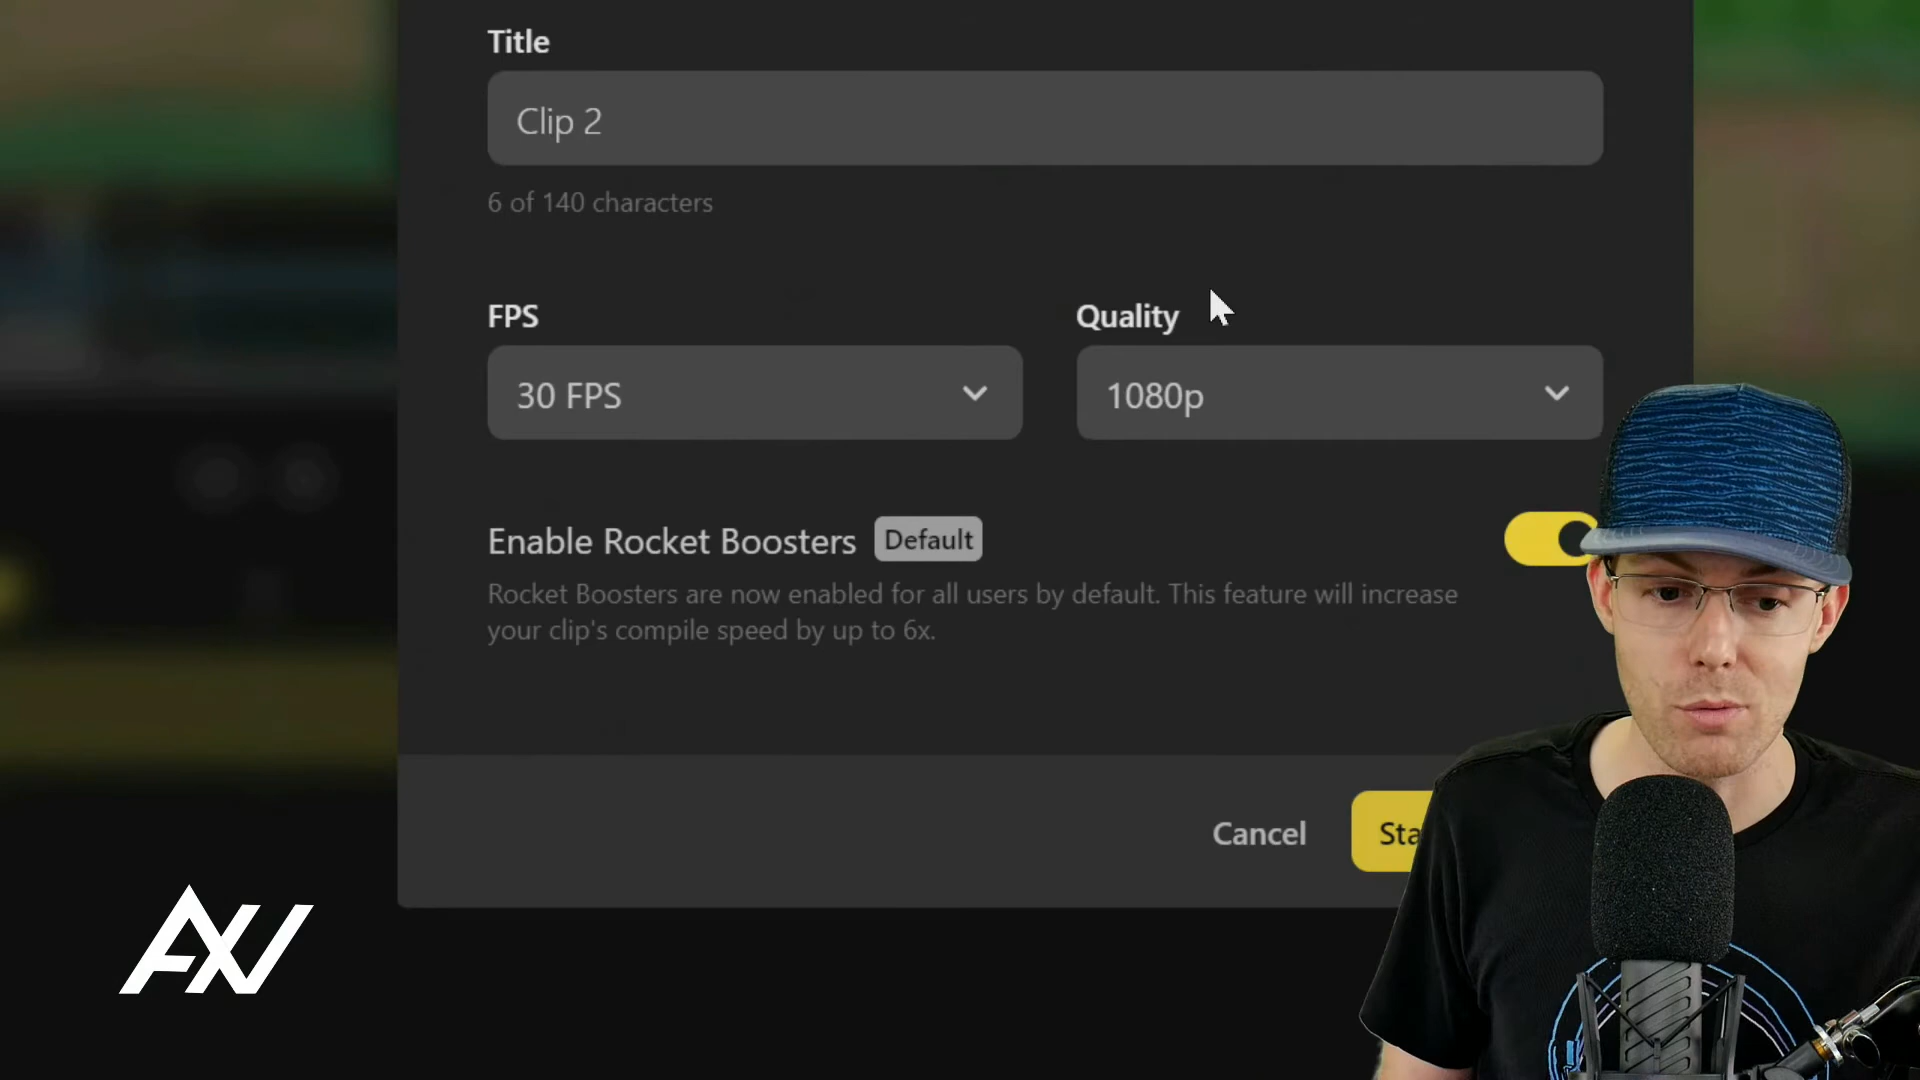 Title
Clip 2
6 of 140 characters
FPS
Quality
30 FPS
1080p
Enable Rocket Boosters Default
Rocket Boosters are now enabled for all users by default. This feature will increase
your clip's compile speed by up to 6x.
Cancel